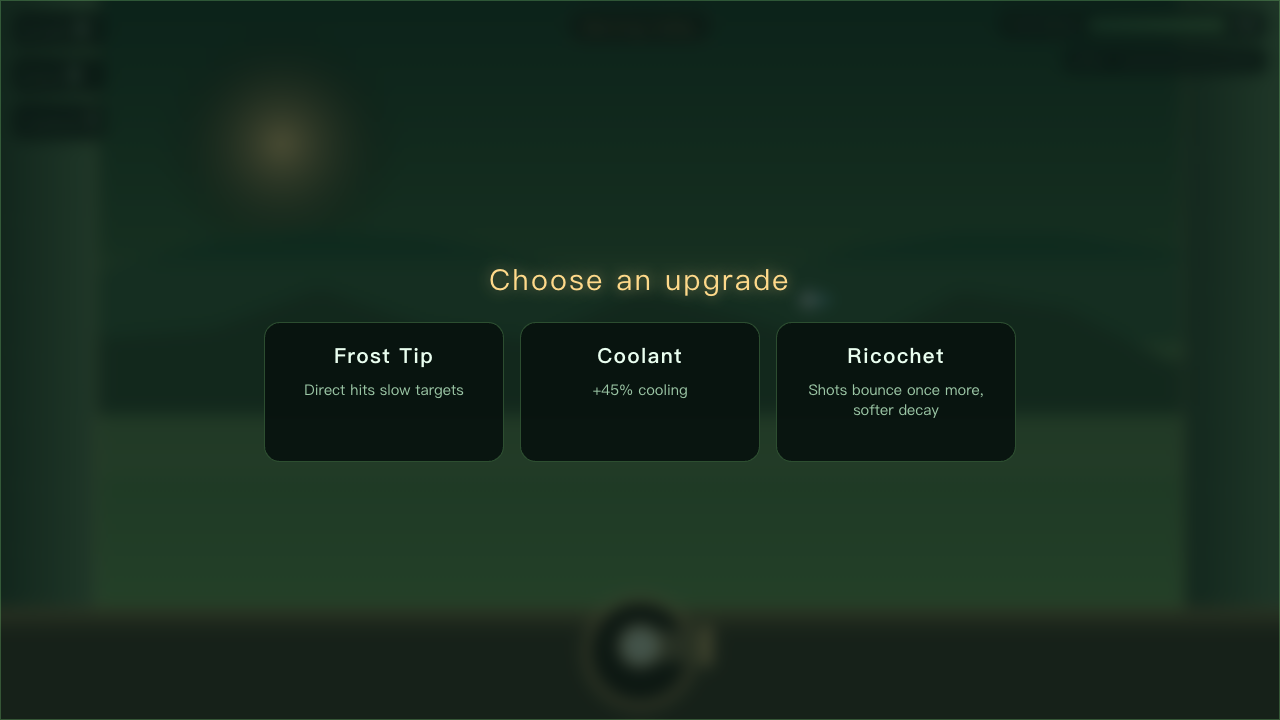 Choose an upgrade
Frost Tip
Direct hits slow targets
Coolant
+45% cooling
Ricochet
Shots bounce once more,
softer decay